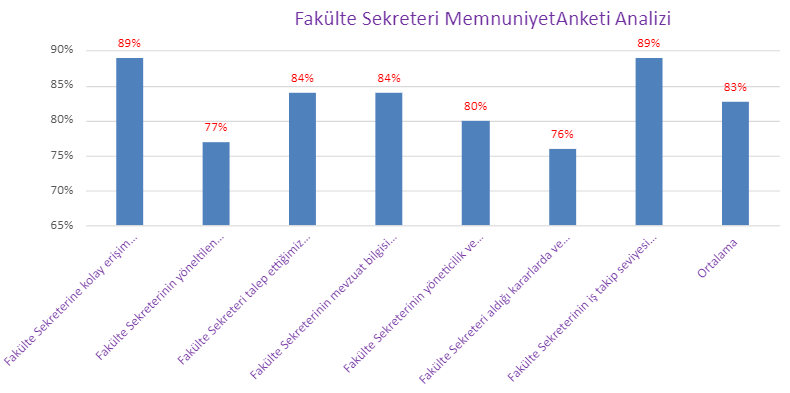 Fakülte Sekreteri MemnuniyetAnketi Analizi
90%
85%
80%
75%
70%
65%
89%
77%
84%
84%
80%
76%
89%
83%
Fakülte Sekreterine kolay erişim...
Fakülte Sekreterinin yöneltilen...
Fakülte Sekreteri talep ettiğimiz...
Fakülte Sekreterinin mevzuat bilgisi...
Fakülte Sekreterinin yöneticilik ve...
Fakülte Sekreteri aldığı kararlarda ve...
Fakülte Sekreterinin iş takip seviyesi...
Ortalama